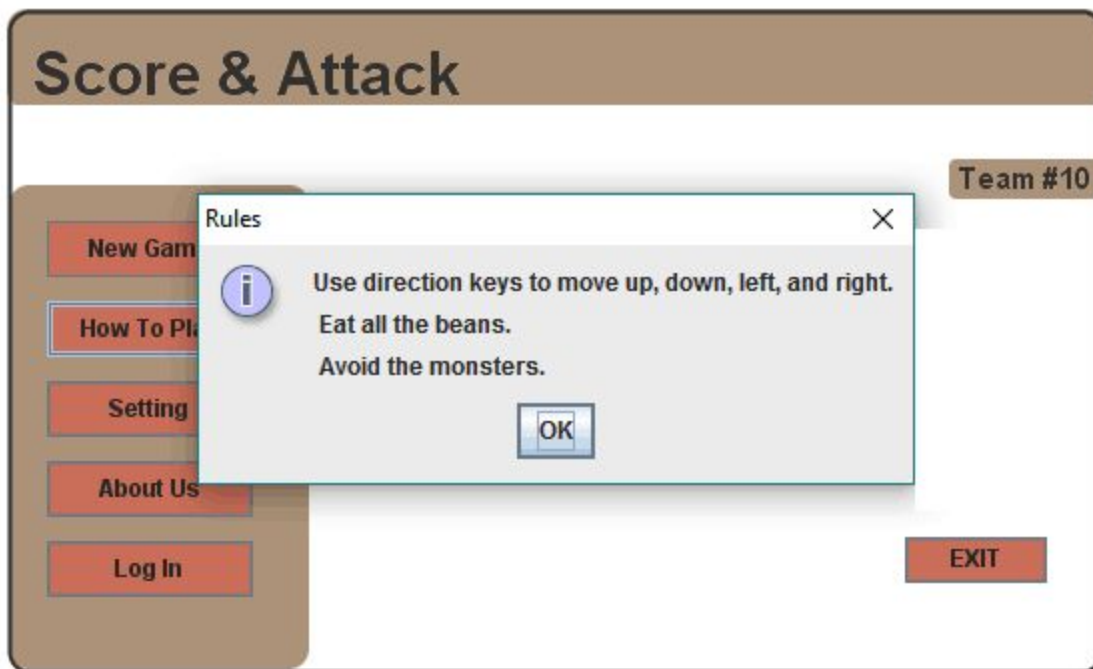 Score & Attack
Team #10
Rules
New Gam
Use direction keys to move up, down, left, and right.
How To Pla
Eat all the beans.
Avoid the monsters.
Setting
OK
About Us
Log In
EXIT